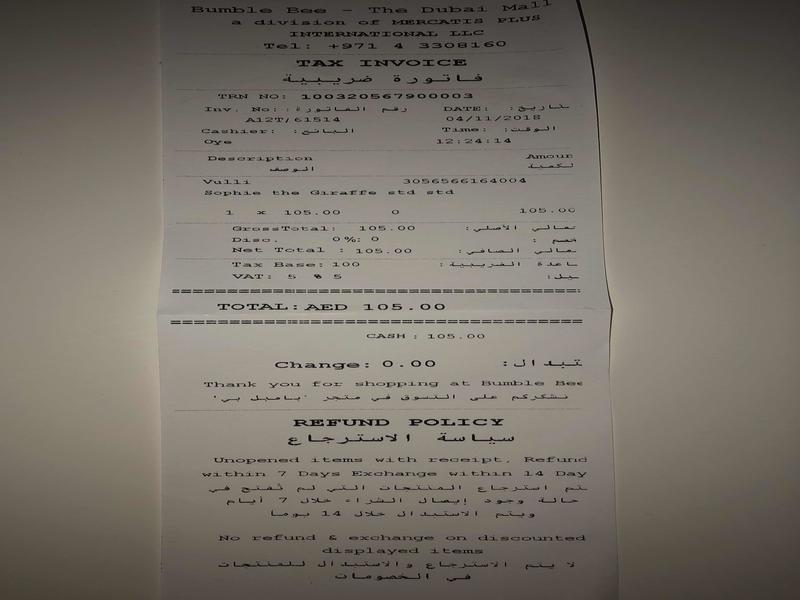 Bumble Bee - The Dubai Mall
a division of MERCATIS PLUS
INTERNATIONAL LLC
Tel: +971 4 3308160
TAX INVOICE
فاتورة ضريبية
TRN NO: 100320567900003
Inv. No: رقم الفاتورة: DATE: تاريخ:
A12T/61514 04/11/2018
Cashier: البائع: Time: الوقت:
Oye 12:24:14
Description Amoun
الوصف لكمية
Vulli 3056566164004
Sophie the Giraffe std std
1 x 105.00 0 105.00
GrossTotal: 105.00 جمالي الأصلي:
Disc. 0%: 0 خصم :
Net Total : 105.00 جمالي الصافي:
Tax Base: 100 اعدة الضريبية:
VAT: 5 % 5
TOTAL: AED 105.00
CASH : 105.00
Change: 0.00 تبدال:
Thank you for shopping at Bumble Bee
نشكركم على التسوق في متجر 'بامبل بي'
REFUND POLICY
سياسة الاسترجاع
Unopened items with receipt, Refund
within 7 Days Exchange within 14 Day
يتم استرجاع المنتجات التي لم تُفتح في
حالة وجود إيصال الشراء خلال 7 أيام
ويتم الاستبدال خلال 14 يوما
No refund & exchange on discounted
displayed items
لا يتم الاسترجاع والاستبدال للمنتجات
في الخصومات